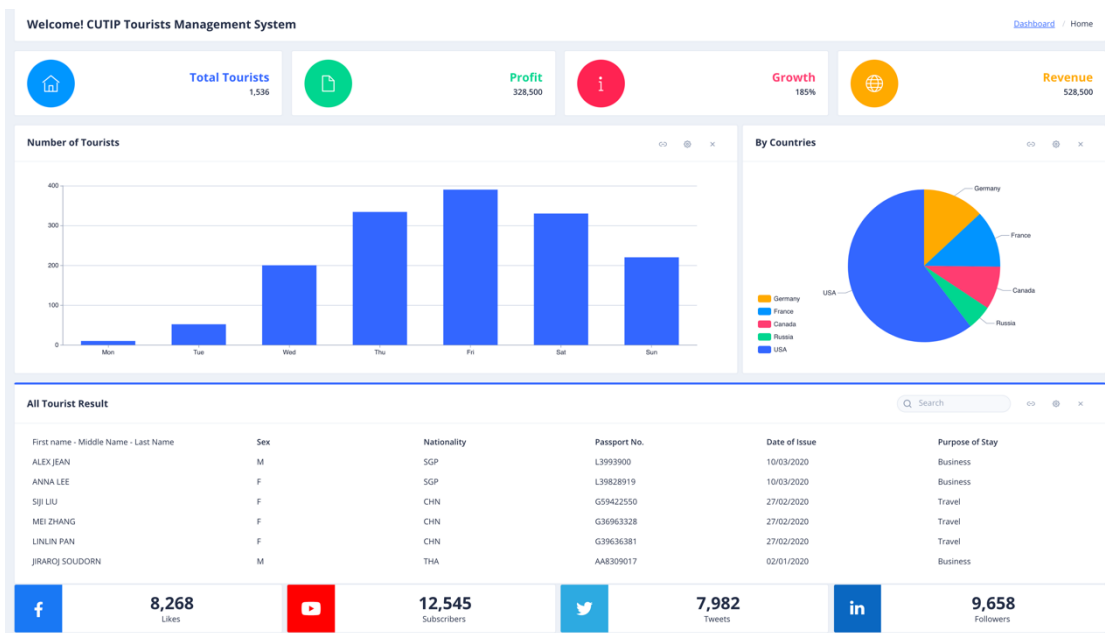 Welcome! CUTIP Tourists Management System
Dashboard / Home
Total Tourists
1,536
Profit
328,500
i
Growth
185%
Revenue
528,500
Number of Tourists
400
300
200
100
0
Mon Tue Wed Thu Fri Sat Sun
By Countries
Germany
France
Canada
Russia
USA
Germany
France
Canada
Russia
USA
All Tourist Result
Search
First name - Middle Name - Last Name Sex Nationality Passport No. Date of Issue Purpose of Stay
ALEX JEAN M SGP L3993900 10/03/2020 Business
ANNA LEE F SGP L39828919 10/03/2020 Business
SIJI LIU F CHN G59422550 27/02/2020 Travel
MEI ZHANG F CHN G36963328 27/02/2020 Travel
LINLIN PAN F CHN G39636381 27/02/2020 Travel
JIRAROJ SOUDORN M THA AA8309017 02/01/2020 Business
f
8,268
Likes
12,545
Subscribers
7,982
Tweets
in
9,658
Followers